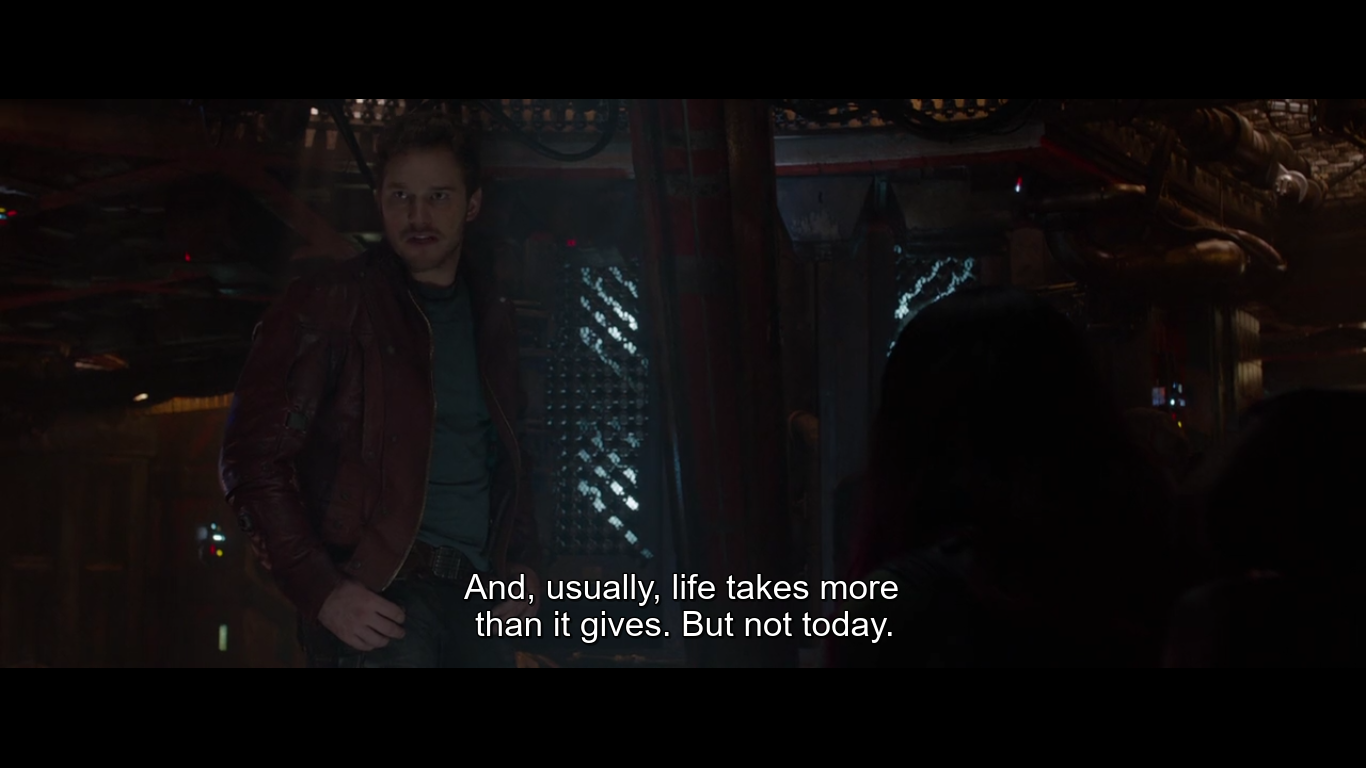 And, usually, life takes more
than it gives. But not today.